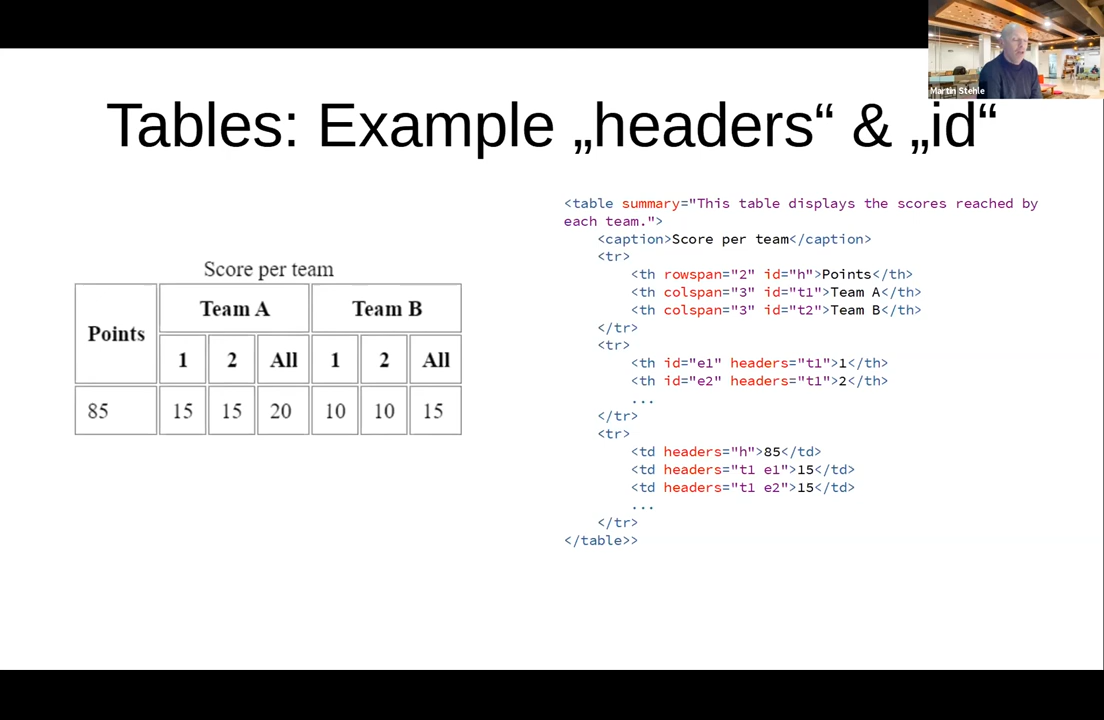 Martin Stehle
Tables: Example „headers“ & „id“
Score per team
Points Team A Team B
1 2 All 1 2 All
85 15 15 20 10 10 15
<table summary="This table displays the scores reached by
each team.">
<caption>Score per team</caption>
<tr>
<th rowspan="2" id="h">Points</th>
<th colspan="3" id="t1">Team A</th>
<th colspan="3" id="t2">Team B</th>
</tr>
<tr>
<th id="e1" headers="t1">1</th>
<th id="e2" headers="t1">2</th>
...
</tr>
<tr>
<td headers="h">85</td>
<td headers="t1 e1">15</td>
<td headers="t1 e2">15</td>
...
</tr>
</table>>